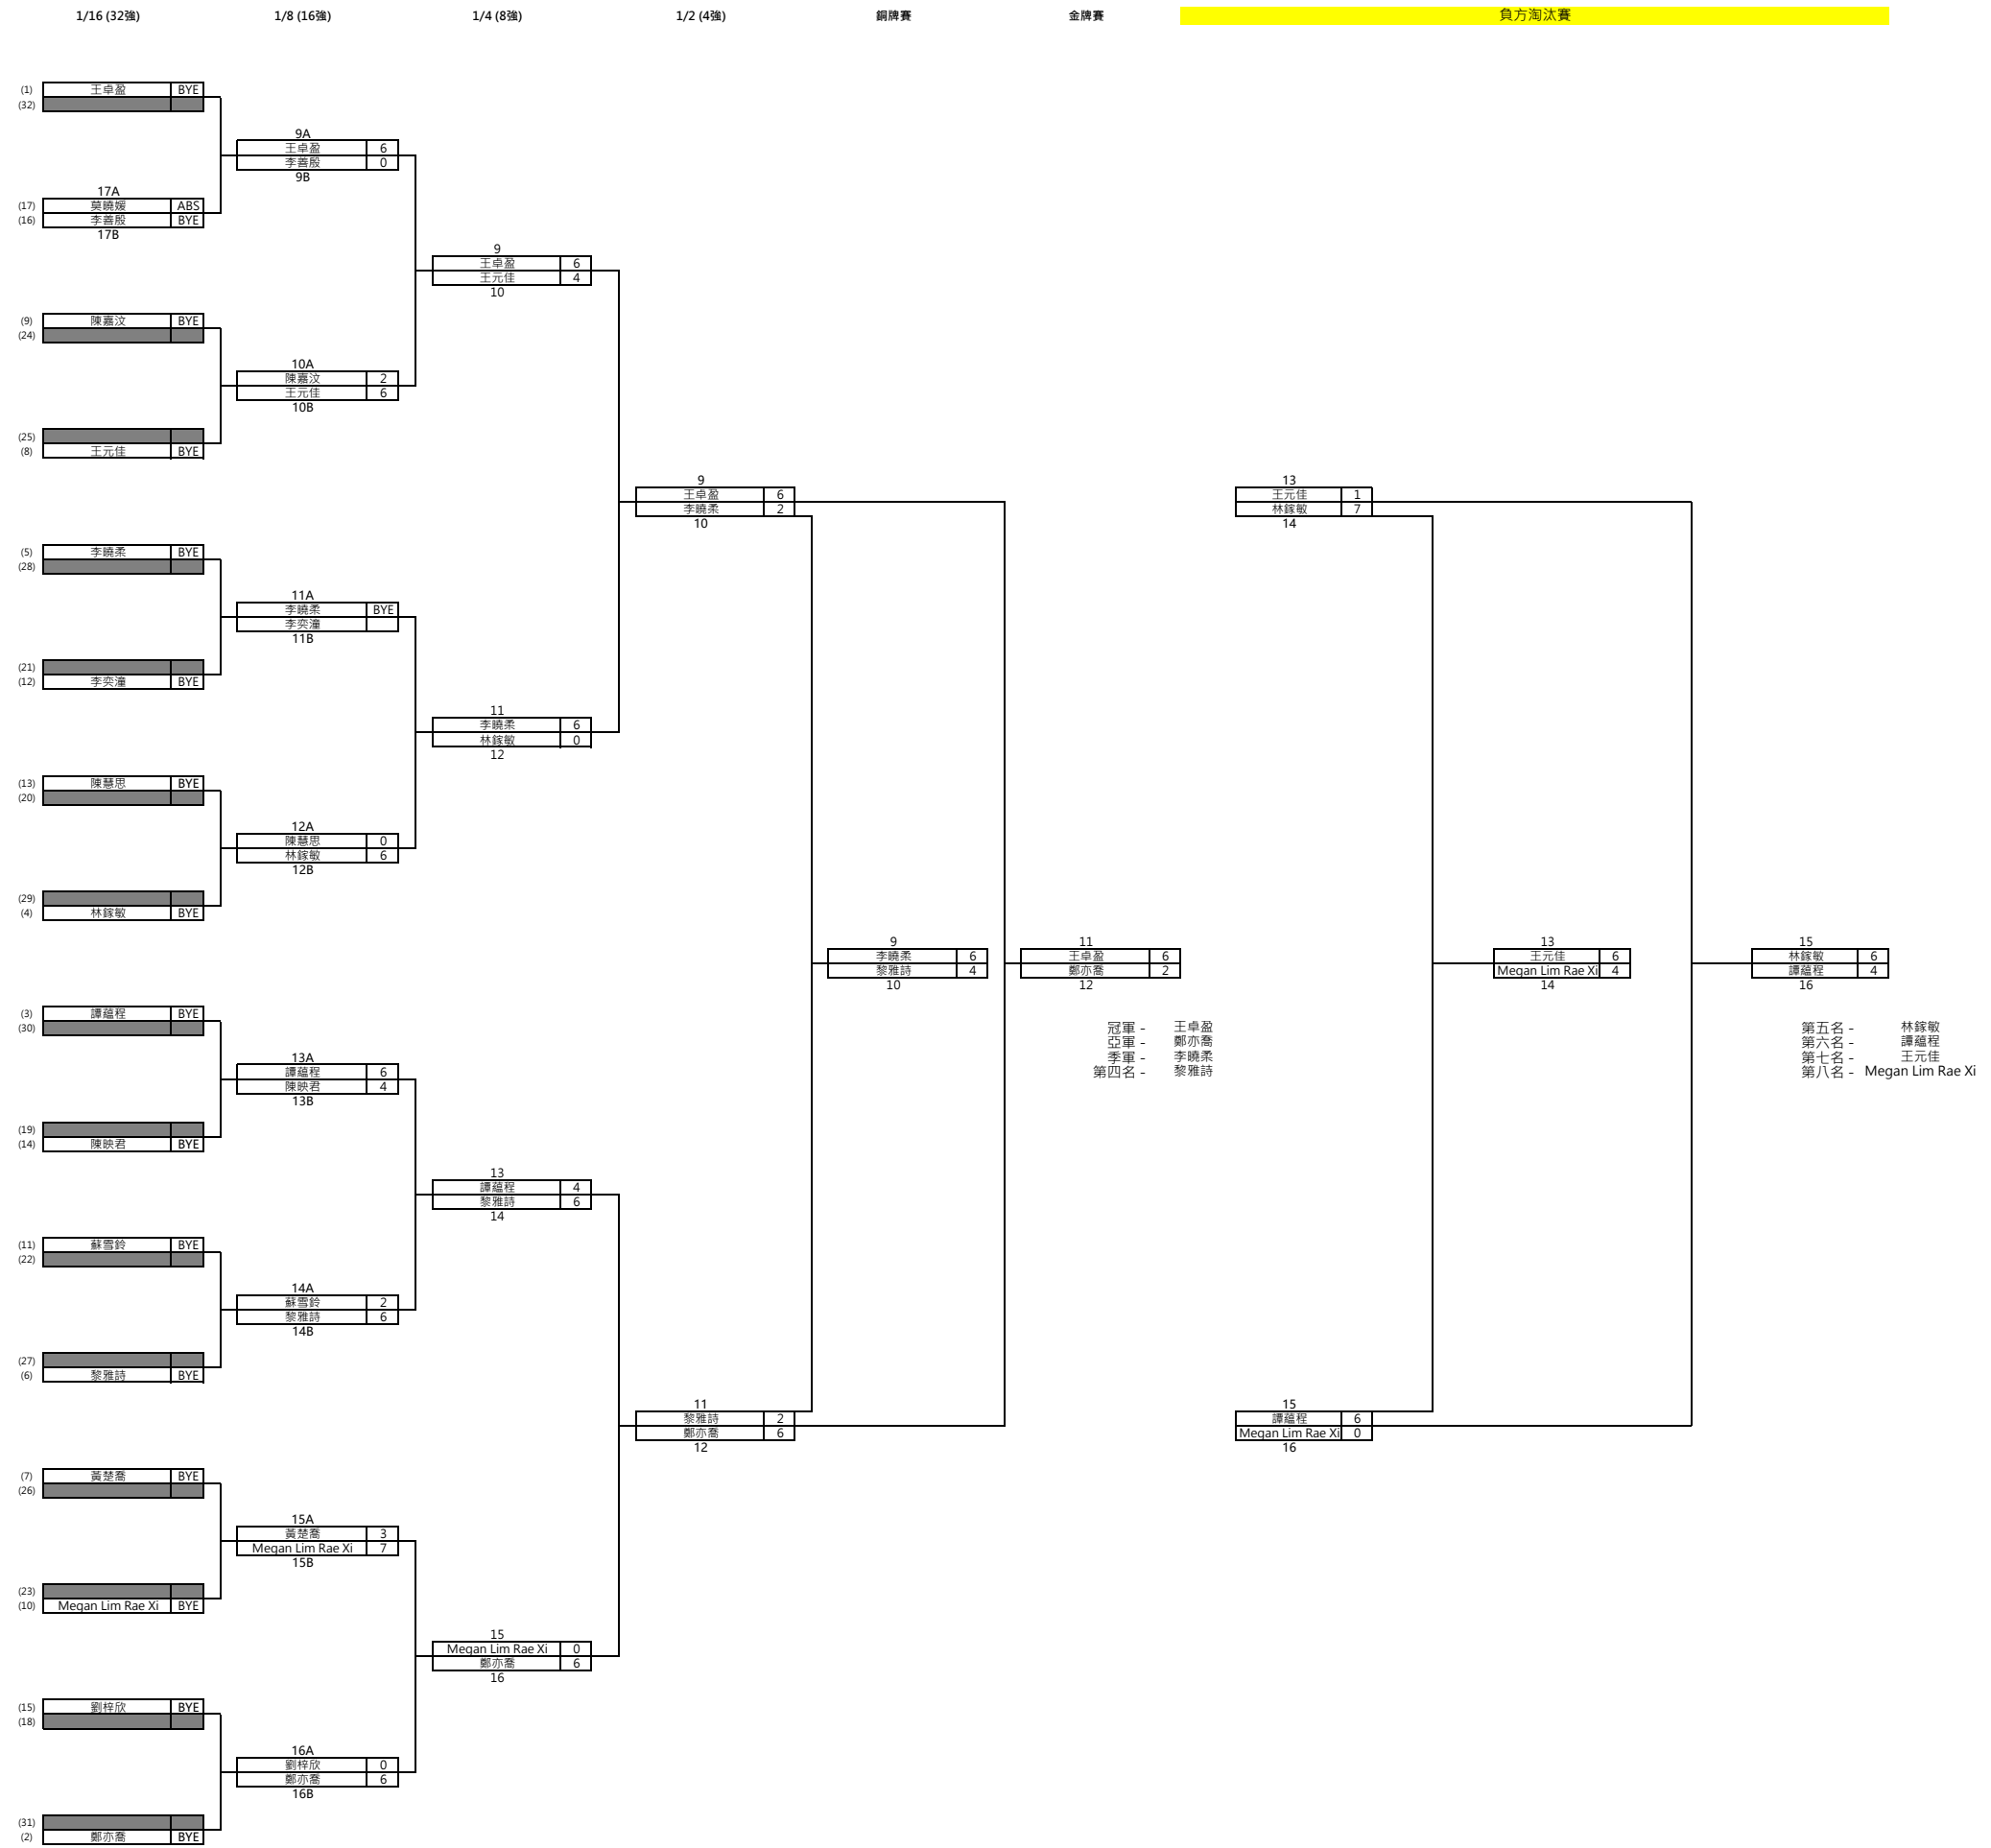 1/16 (32強) 1/8 (16強) 1/4 (8強) 1/2 (4強) 銅牌賽 金牌賽 負方淘汰賽
(1) 王卓盈 BYE
(32)
9A
王卓盈 6
李善殷 0
9B
17A
(17) 莫曉媛 ABS
(16) 李善殷 BYE
17B
9
王卓盈 6
王元佳 4
10
(9) 陳嘉汶 BYE
(24)
10A
陳嘉汶 2
王元佳 6
10B
(25)
(8) 王元佳 BYE
9
王卓盈 6
李曉柔 2
10
13
王元佳 1
林鎵敏 7
14
(5) 李曉柔 BYE
(28)
11A
李曉柔 BYE
李奕潼
11B
(21)
(12) 李奕潼 BYE
11
李曉柔 6
林鎵敏 0
12
(13) 陳慧思 BYE
(20)
12A
陳慧思 0
林鎵敏 6
12B
(29)
(4) 林鎵敏 BYE
9
李曉柔 6
黎雅詩 4
10
11
王卓盈 6
鄭亦喬 2
12
13
王元佳 6
Megan Lim Rae Xi 4
14
15
林鎵敏 6
譚蘊程 4
16
冠軍 - 王卓盈
亞軍 - 鄭亦喬
季軍 - 李曉柔
第四名 - 黎雅詩
第五名 - 林鎵敏
第六名 - 譚蘊程
第七名 - 王元佳
第八名 - Megan Lim Rae Xi
(3) 譚蘊程 BYE
(30)
13A
譚蘊程 6
陳映君 4
13B
(19)
(14) 陳映君 BYE
13
譚蘊程 4
黎雅詩 6
14
(11) 蘇雪鈴 BYE
(22)
14A
蘇雪鈴 2
黎雅詩 6
14B
(27)
(6) 黎雅詩 BYE
11
黎雅詩 2
鄭亦喬 6
12
15
譚蘊程 6
Megan Lim Rae Xi 0
16
(7) 黃楚喬 BYE
(26)
15A
黃楚喬 3
Megan Lim Rae Xi 7
15B
(23)
(10) Megan Lim Rae Xi BYE
15
Megan Lim Rae Xi 0
鄭亦喬 6
16
(15) 劉梓欣 BYE
(18)
16A
劉梓欣 0
鄭亦喬 6
16B
(31)
(2) 鄭亦喬 BYE